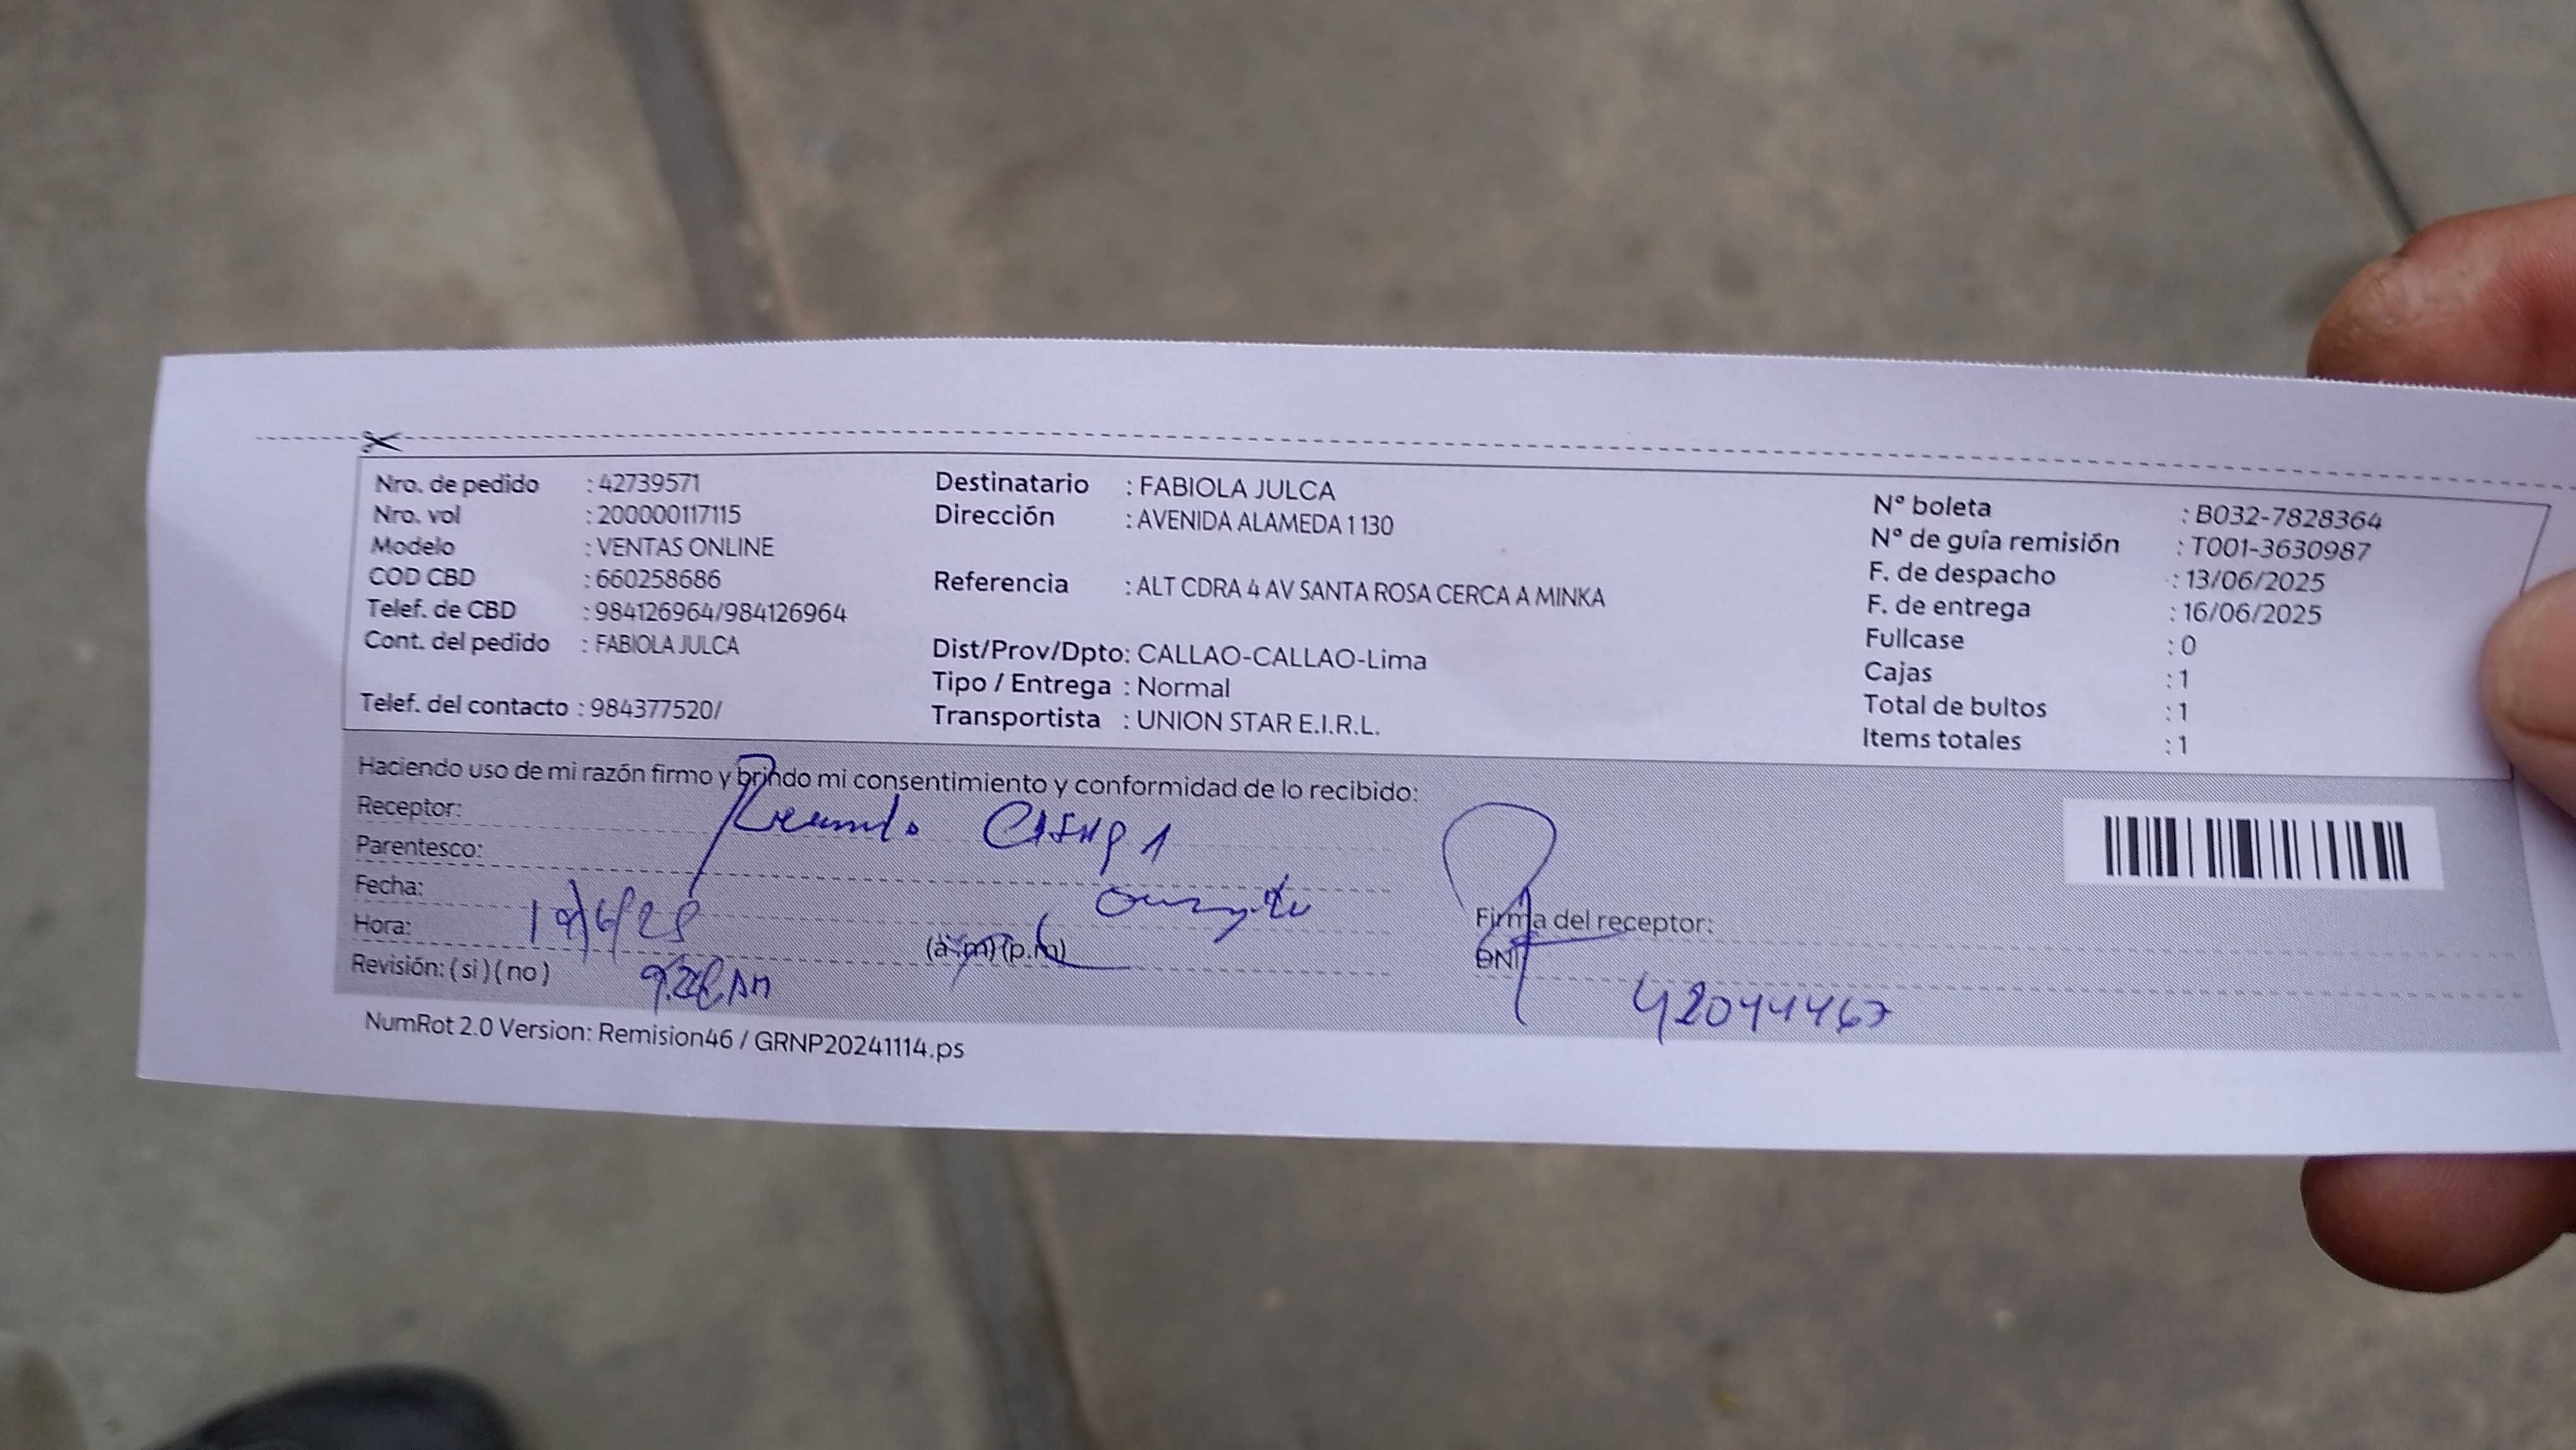 Nro. de pedido : 42739571
Nro. vol : 200000117115
Modelo : VENTAS ONLINE
COD CBD : 660258686
Telef. de CBD : 984126964/984126964
Cont. del pedido : FABIOLA JULCA
Telef. del contacto : 984377520/
Destinatario : FABIOLA JULCA
Dirección : AVENIDA ALAMEDA 1 130
Referencia : ALT CDRA 4 AV SANTA ROSA CERCA A MINKA
Dist/Prov/Dpto: CALLAO-CALLAO-Lima
Tipo / Entrega : Normal
Transportista : UNION STAR E.I.R.L.
N° boleta : B032-7828364
N° de guía remisión : T001-3630987
F. de despacho : 13/06/2025
F. de entrega : 16/06/2025
Fullcase : 0
Cajas : 1
Total de bultos : 1
Items totales : 1
Haciendo uso de mi razón firmo y brindo mi consentimiento y conformidad de lo recibido:
Receptor:
Parentesco:
Fecha:
Hora: (a.m)(p.m)
Revisión: (si) (no)
Firma del receptor:
DNI
42044467
NumRot 2.0 Version: Remision46 / GRNP20241114.ps